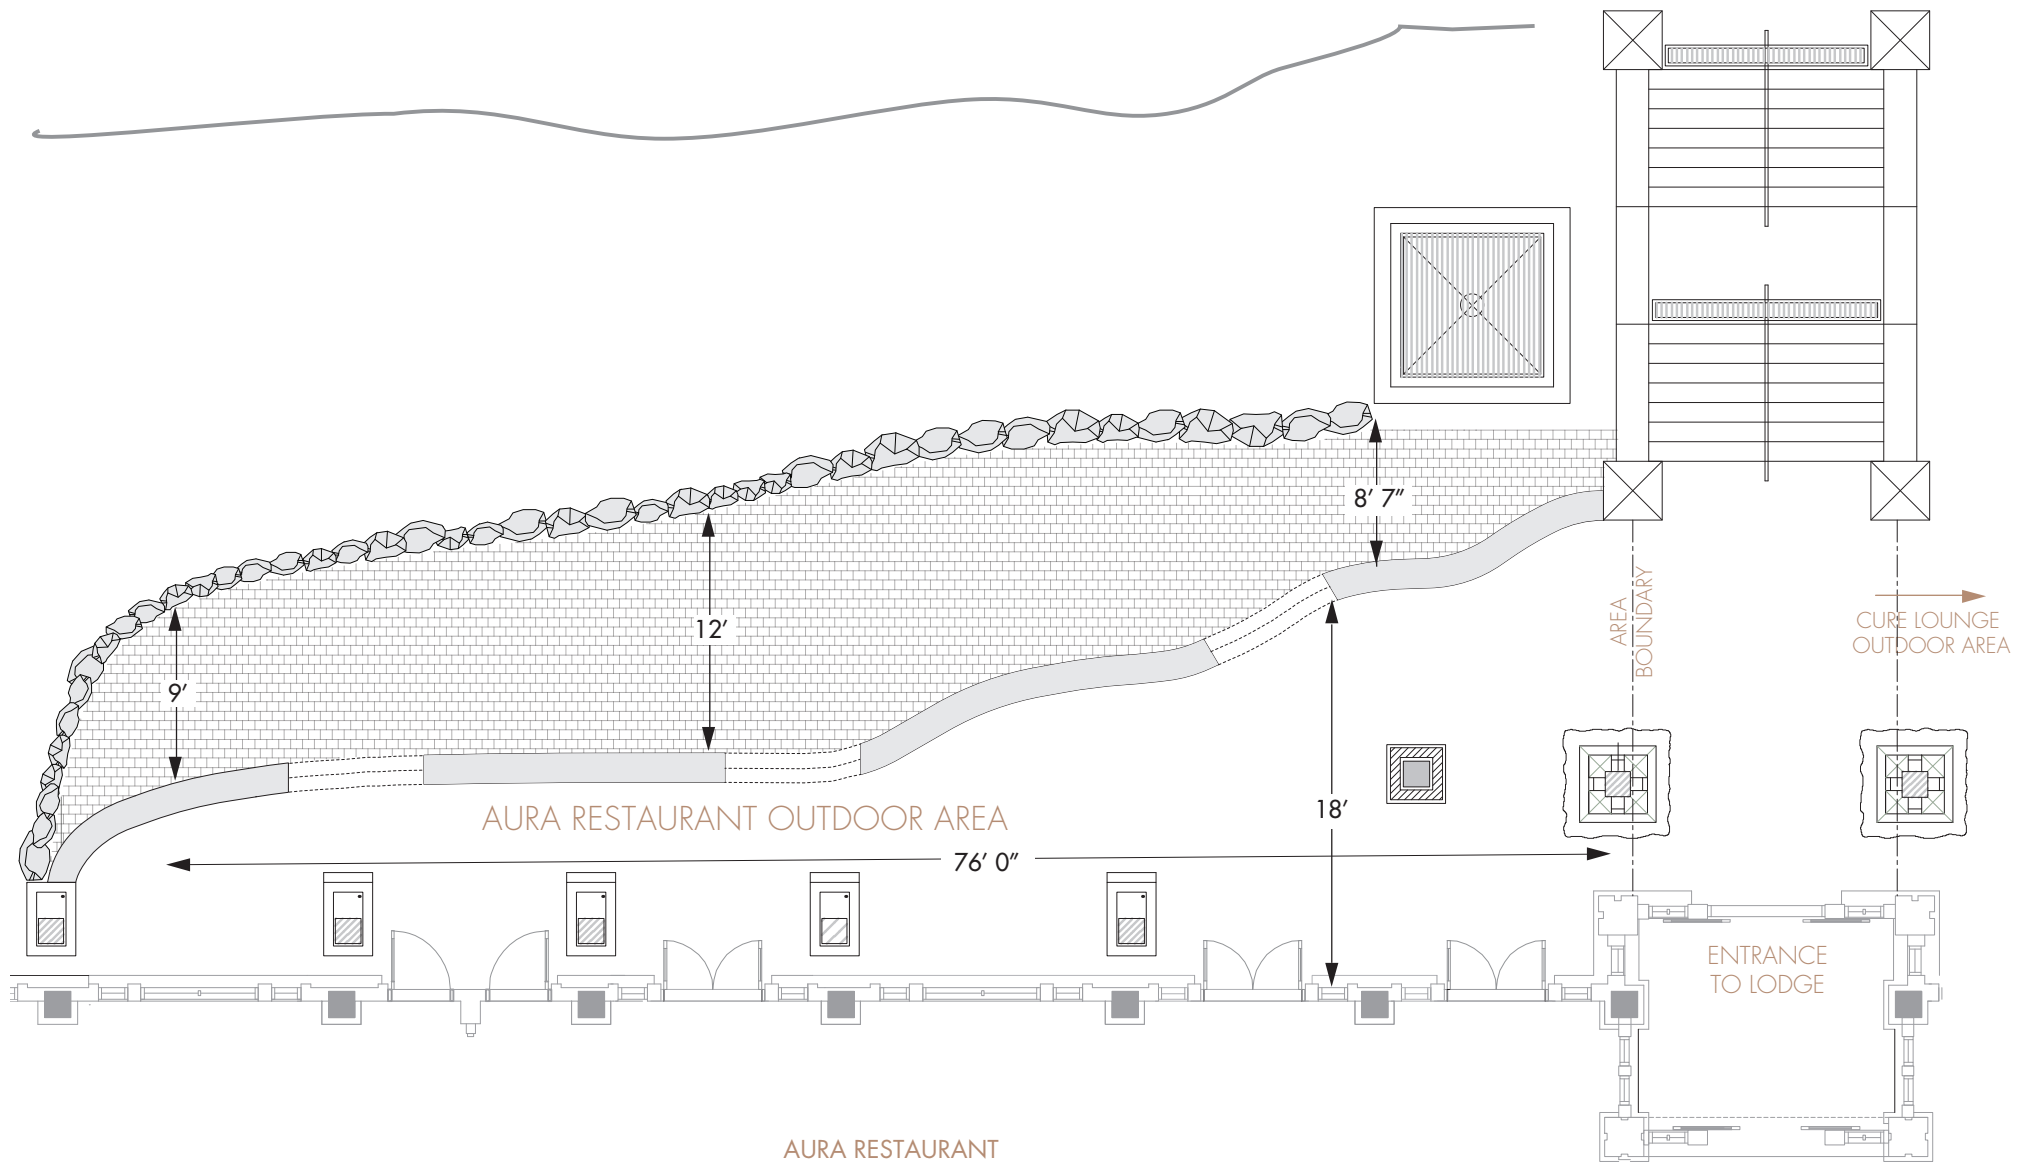 8’ 7”
AREA
BOUNDARY
CURE LOUNGE
OUTDOOR AREA
12’
9’
AURA RESTAURANT OUTDOOR AREA
18’
76’ 0”
ENTRANCE
TO LODGE
AURA RESTAURANT